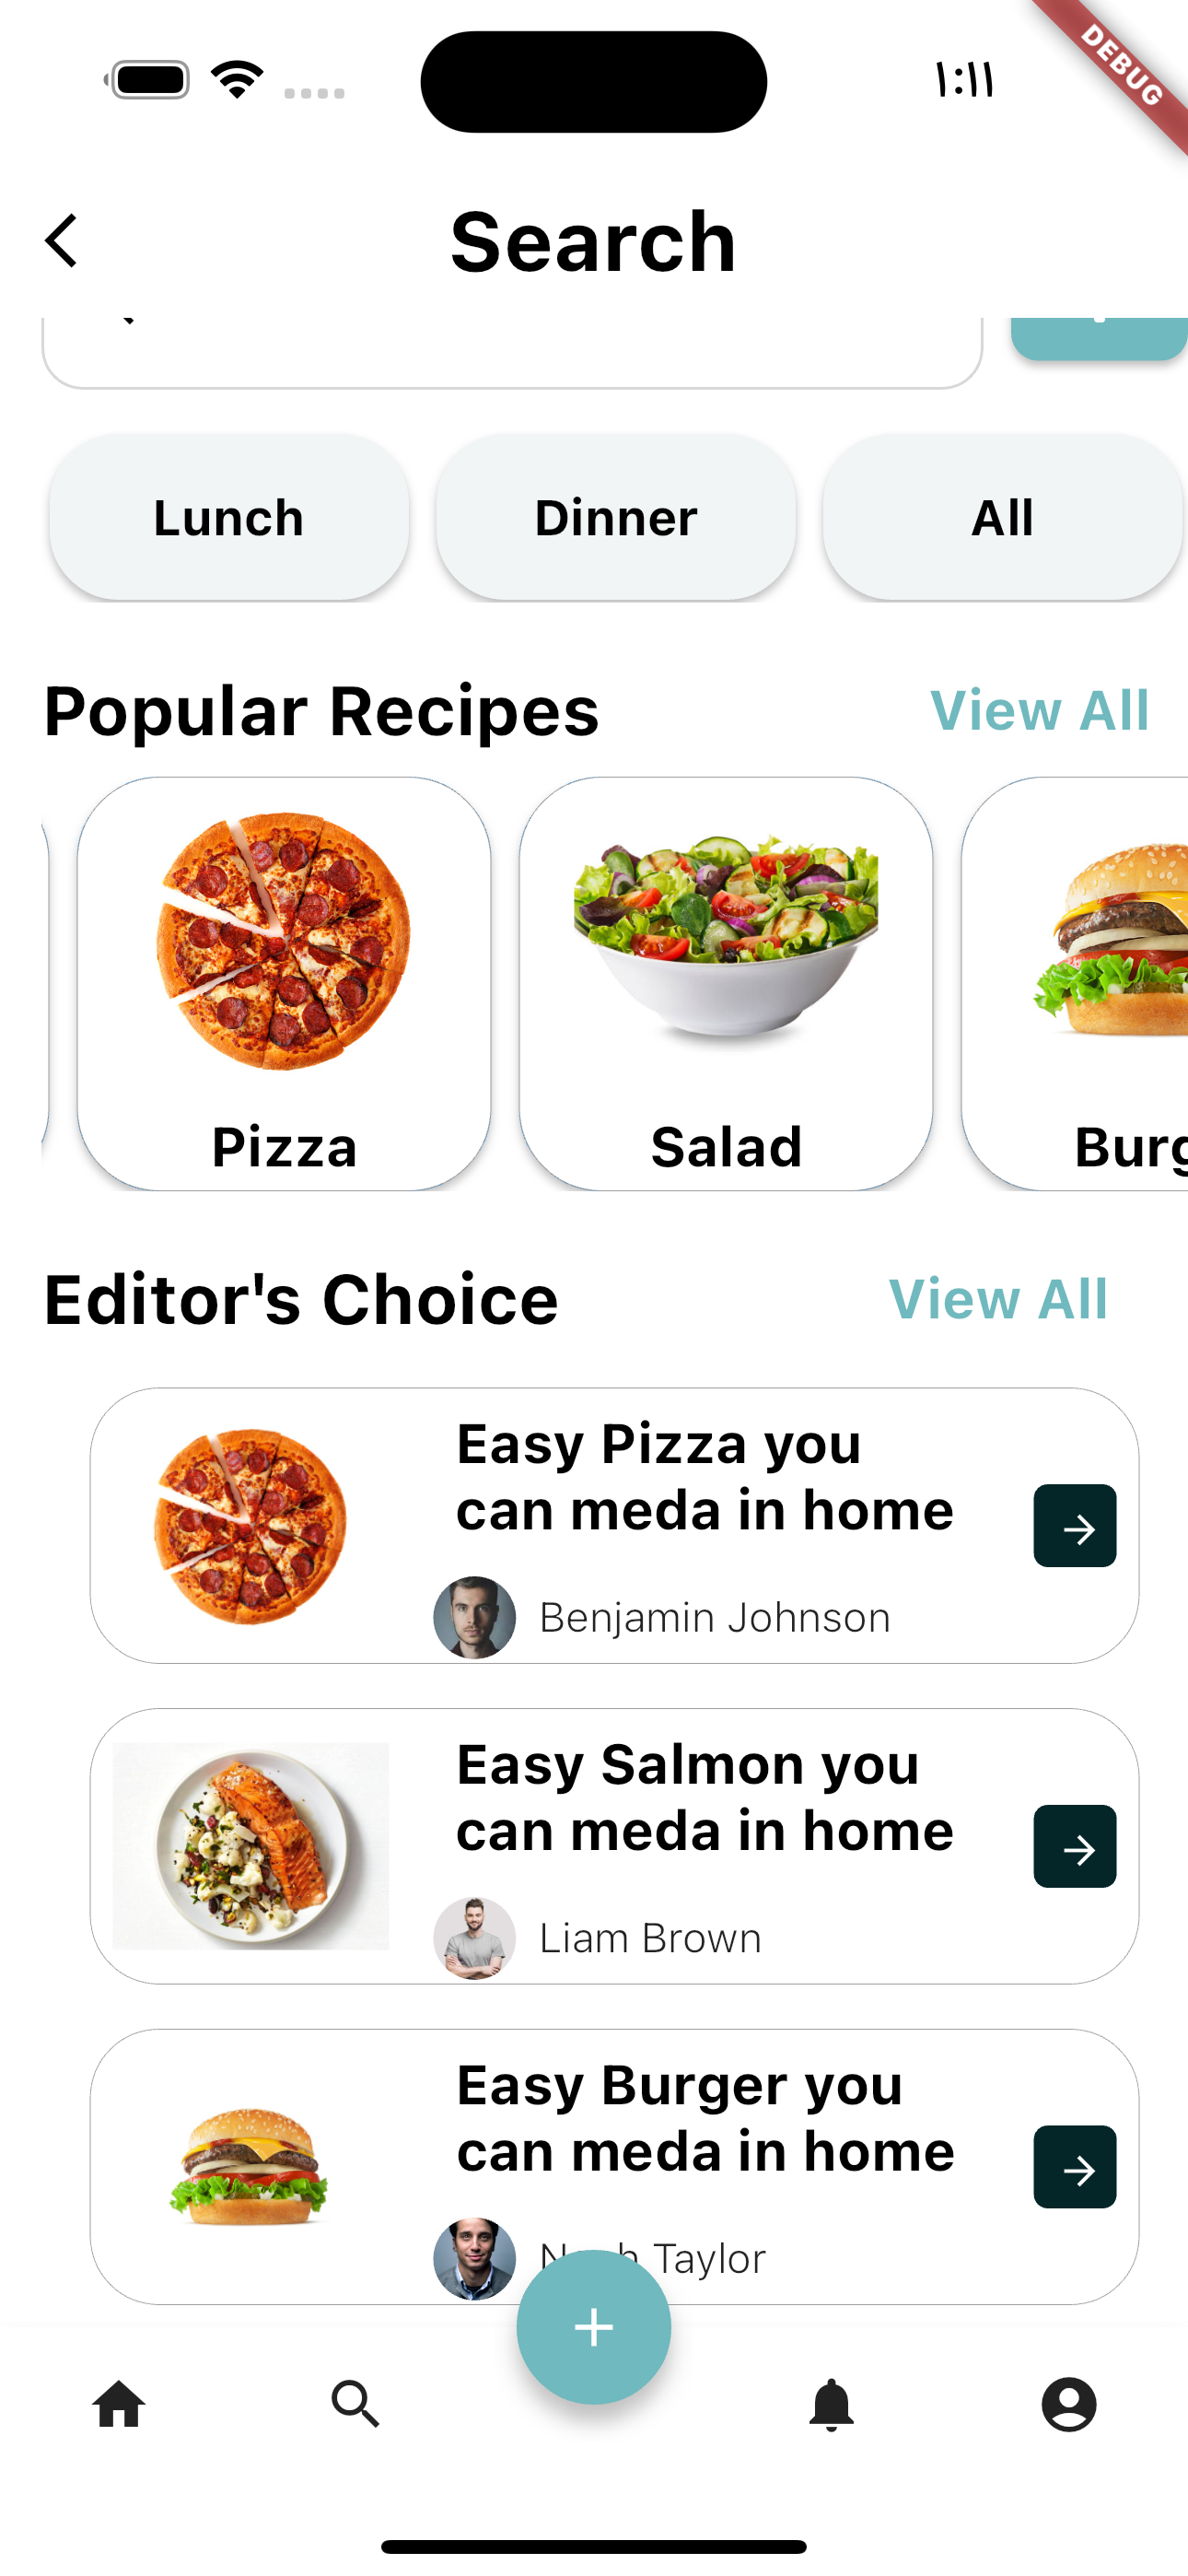 1:11
DEBUG
Search
Lunch
Dinner
All
Popular Recipes
View All
Pizza
Salad
Burg
Editor's Choice
View All
Easy Pizza you
can meda in home
Benjamin Johnson
Easy Salmon you
can meda in home
Liam Brown
Easy Burger you
can meda in home
Taylor